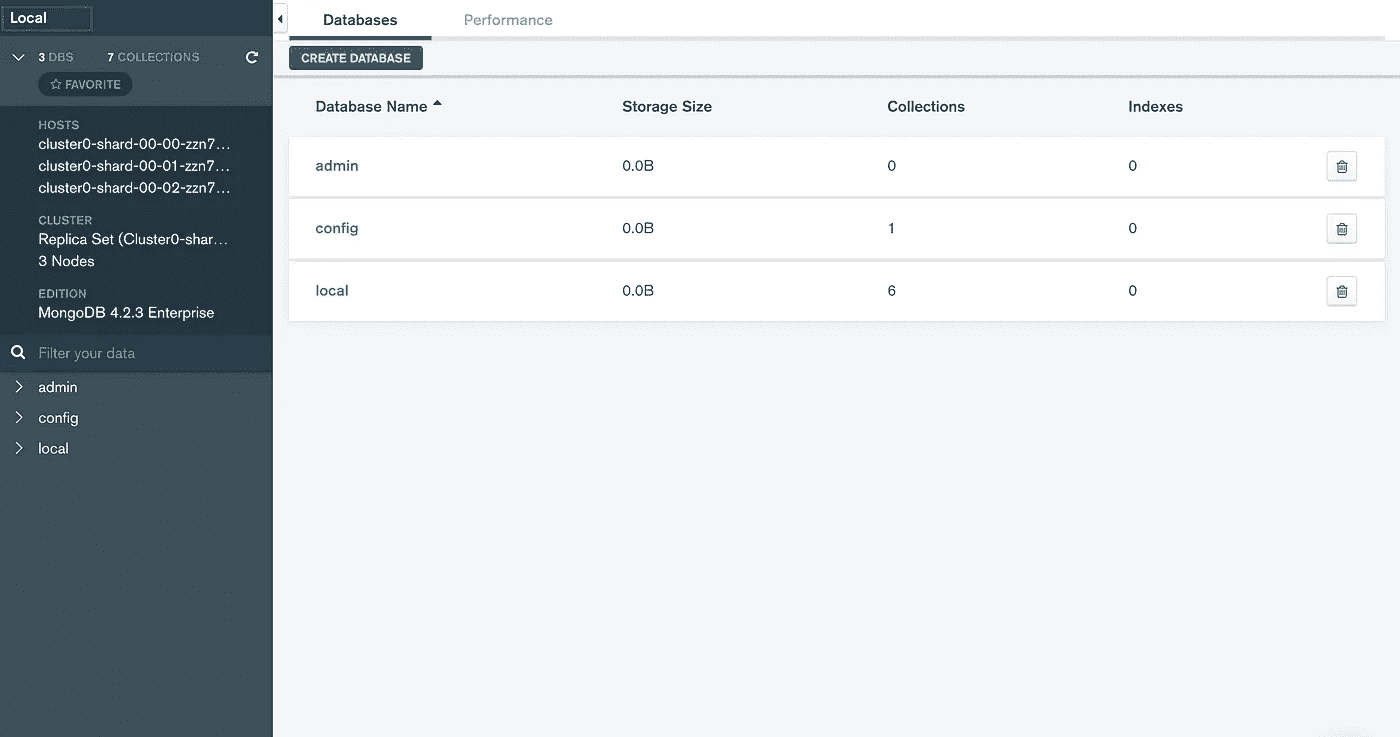 Local
3 DBS 7 COLLECTIONS
FAVORITE
HOSTS
cluster0-shard-00-00-zzn7...
cluster0-shard-00-01-zzn7...
cluster0-shard-00-02-zzn7...
CLUSTER
Replica Set (Cluster0-shar...
3 Nodes
EDITION
MongoDB 4.2.3 Enterprise
Filter your data
admin
config
local
Databases Performance
CREATE DATABASE
Database Name Storage Size Collections Indexes
admin 0.0B 0 0
config 0.0B 1 0
local 0.0B 6 0